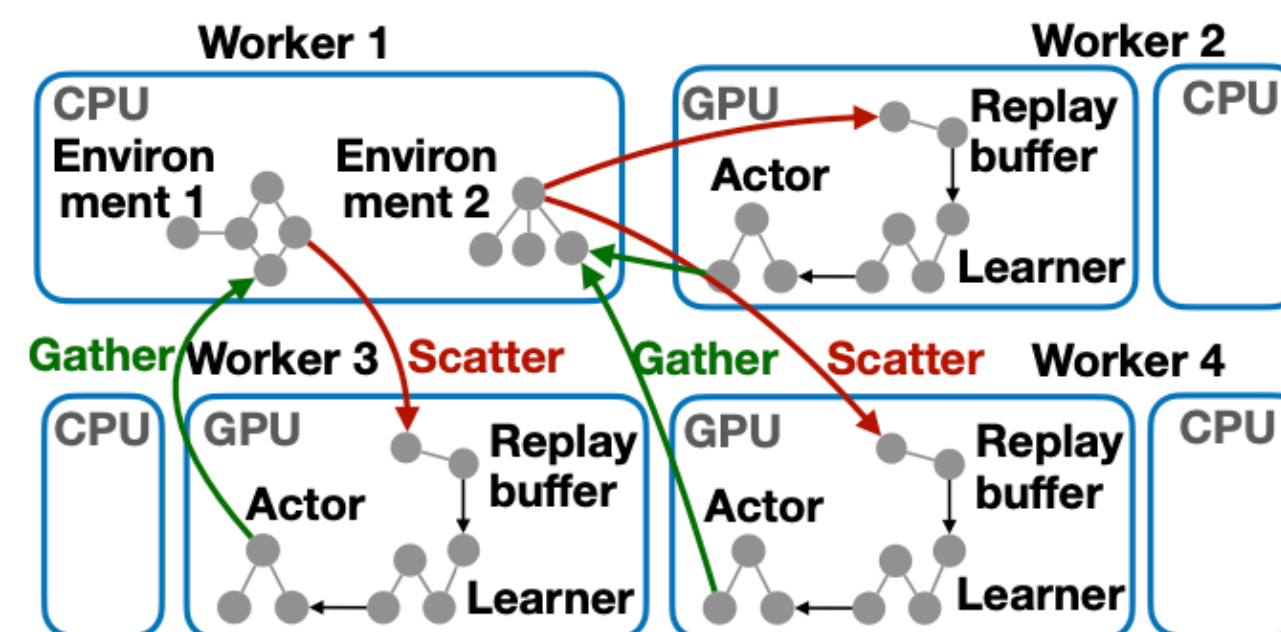 Worker 1
Worker 2
CPU
Environ
ment 1
Environ
ment 2
GPU
Actor
Replay
buffer
Learner
CPU
Gather
Worker 3
Scatter
Gather
Scatter
Worker 4
CPU
GPU
Actor
Replay
buffer
Learner
GPU
Actor
Replay
buffer
Learner
CPU